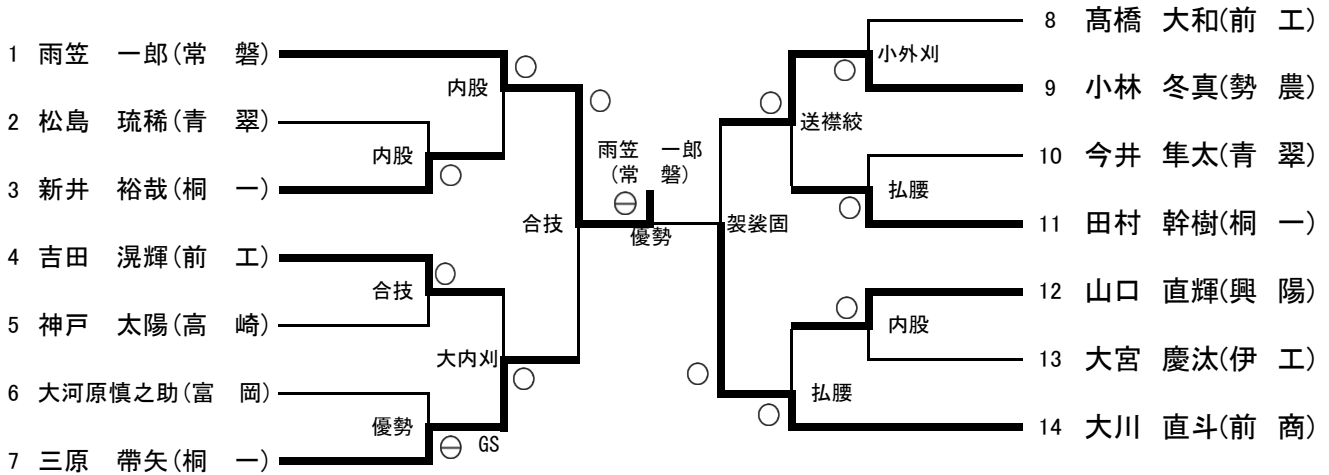 1 雨笠 一郎(常 磐)
2 松島 琉稀(青 翠)
3 新井 裕哉(桐 一)
4 吉田 滉輝(前 工)
5 神戸 太陽(高 崎)
6 大河原慎之助(富 岡)
7 三原 帶矢(桐 一)
内股
内股
合技
大内刈
優勢
GS
合技
雨笠 一郎
(常 磐)
優勢
袈裟固
送襟絞
小外刈
払腰
内股
払腰
8 髙橋 大和(前 工)
9 小林 冬真(勢 農)
10 今井 隼太(青 翠)
11 田村 幹樹(桐 一)
12 山口 直輝(興 陽)
13 大宮 慶汰(伊 工)
14 大川 直斗(前 商)